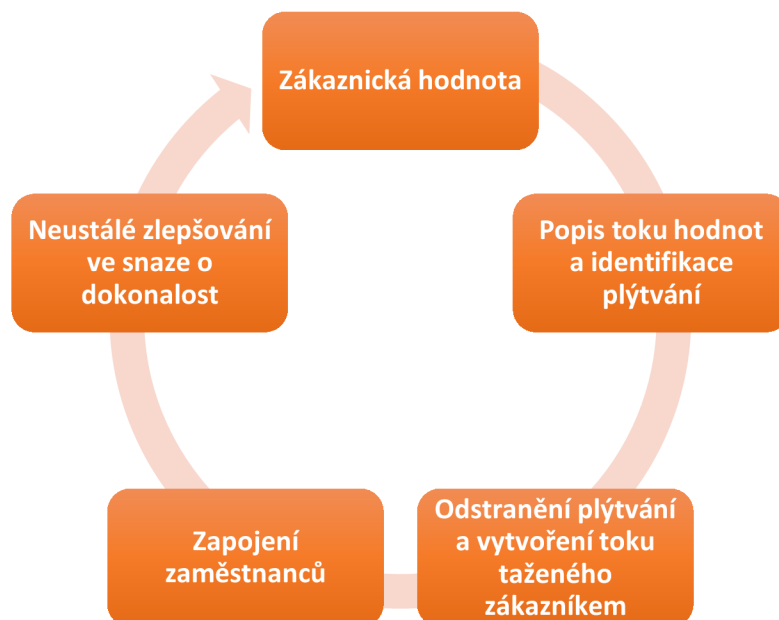 Zákaznická hodnota
Popis toku hodnot
a identifikace
plýtvání
Odstranění plýtvání
a vytvoření toku
taženého
zákazníkem
Zapojení
zaměstnanců
Neustálé zlepšování
ve snaze o
dokonalost